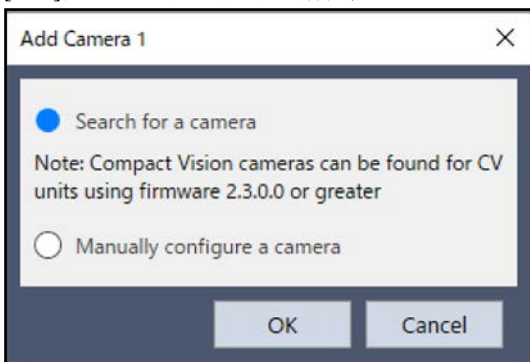 Add Camera 1
Search for a camera
Note: Compact Vision cameras can be found for CV
units using firmware 2.3.0.0 or greater
Manually configure a camera
OK Cancel